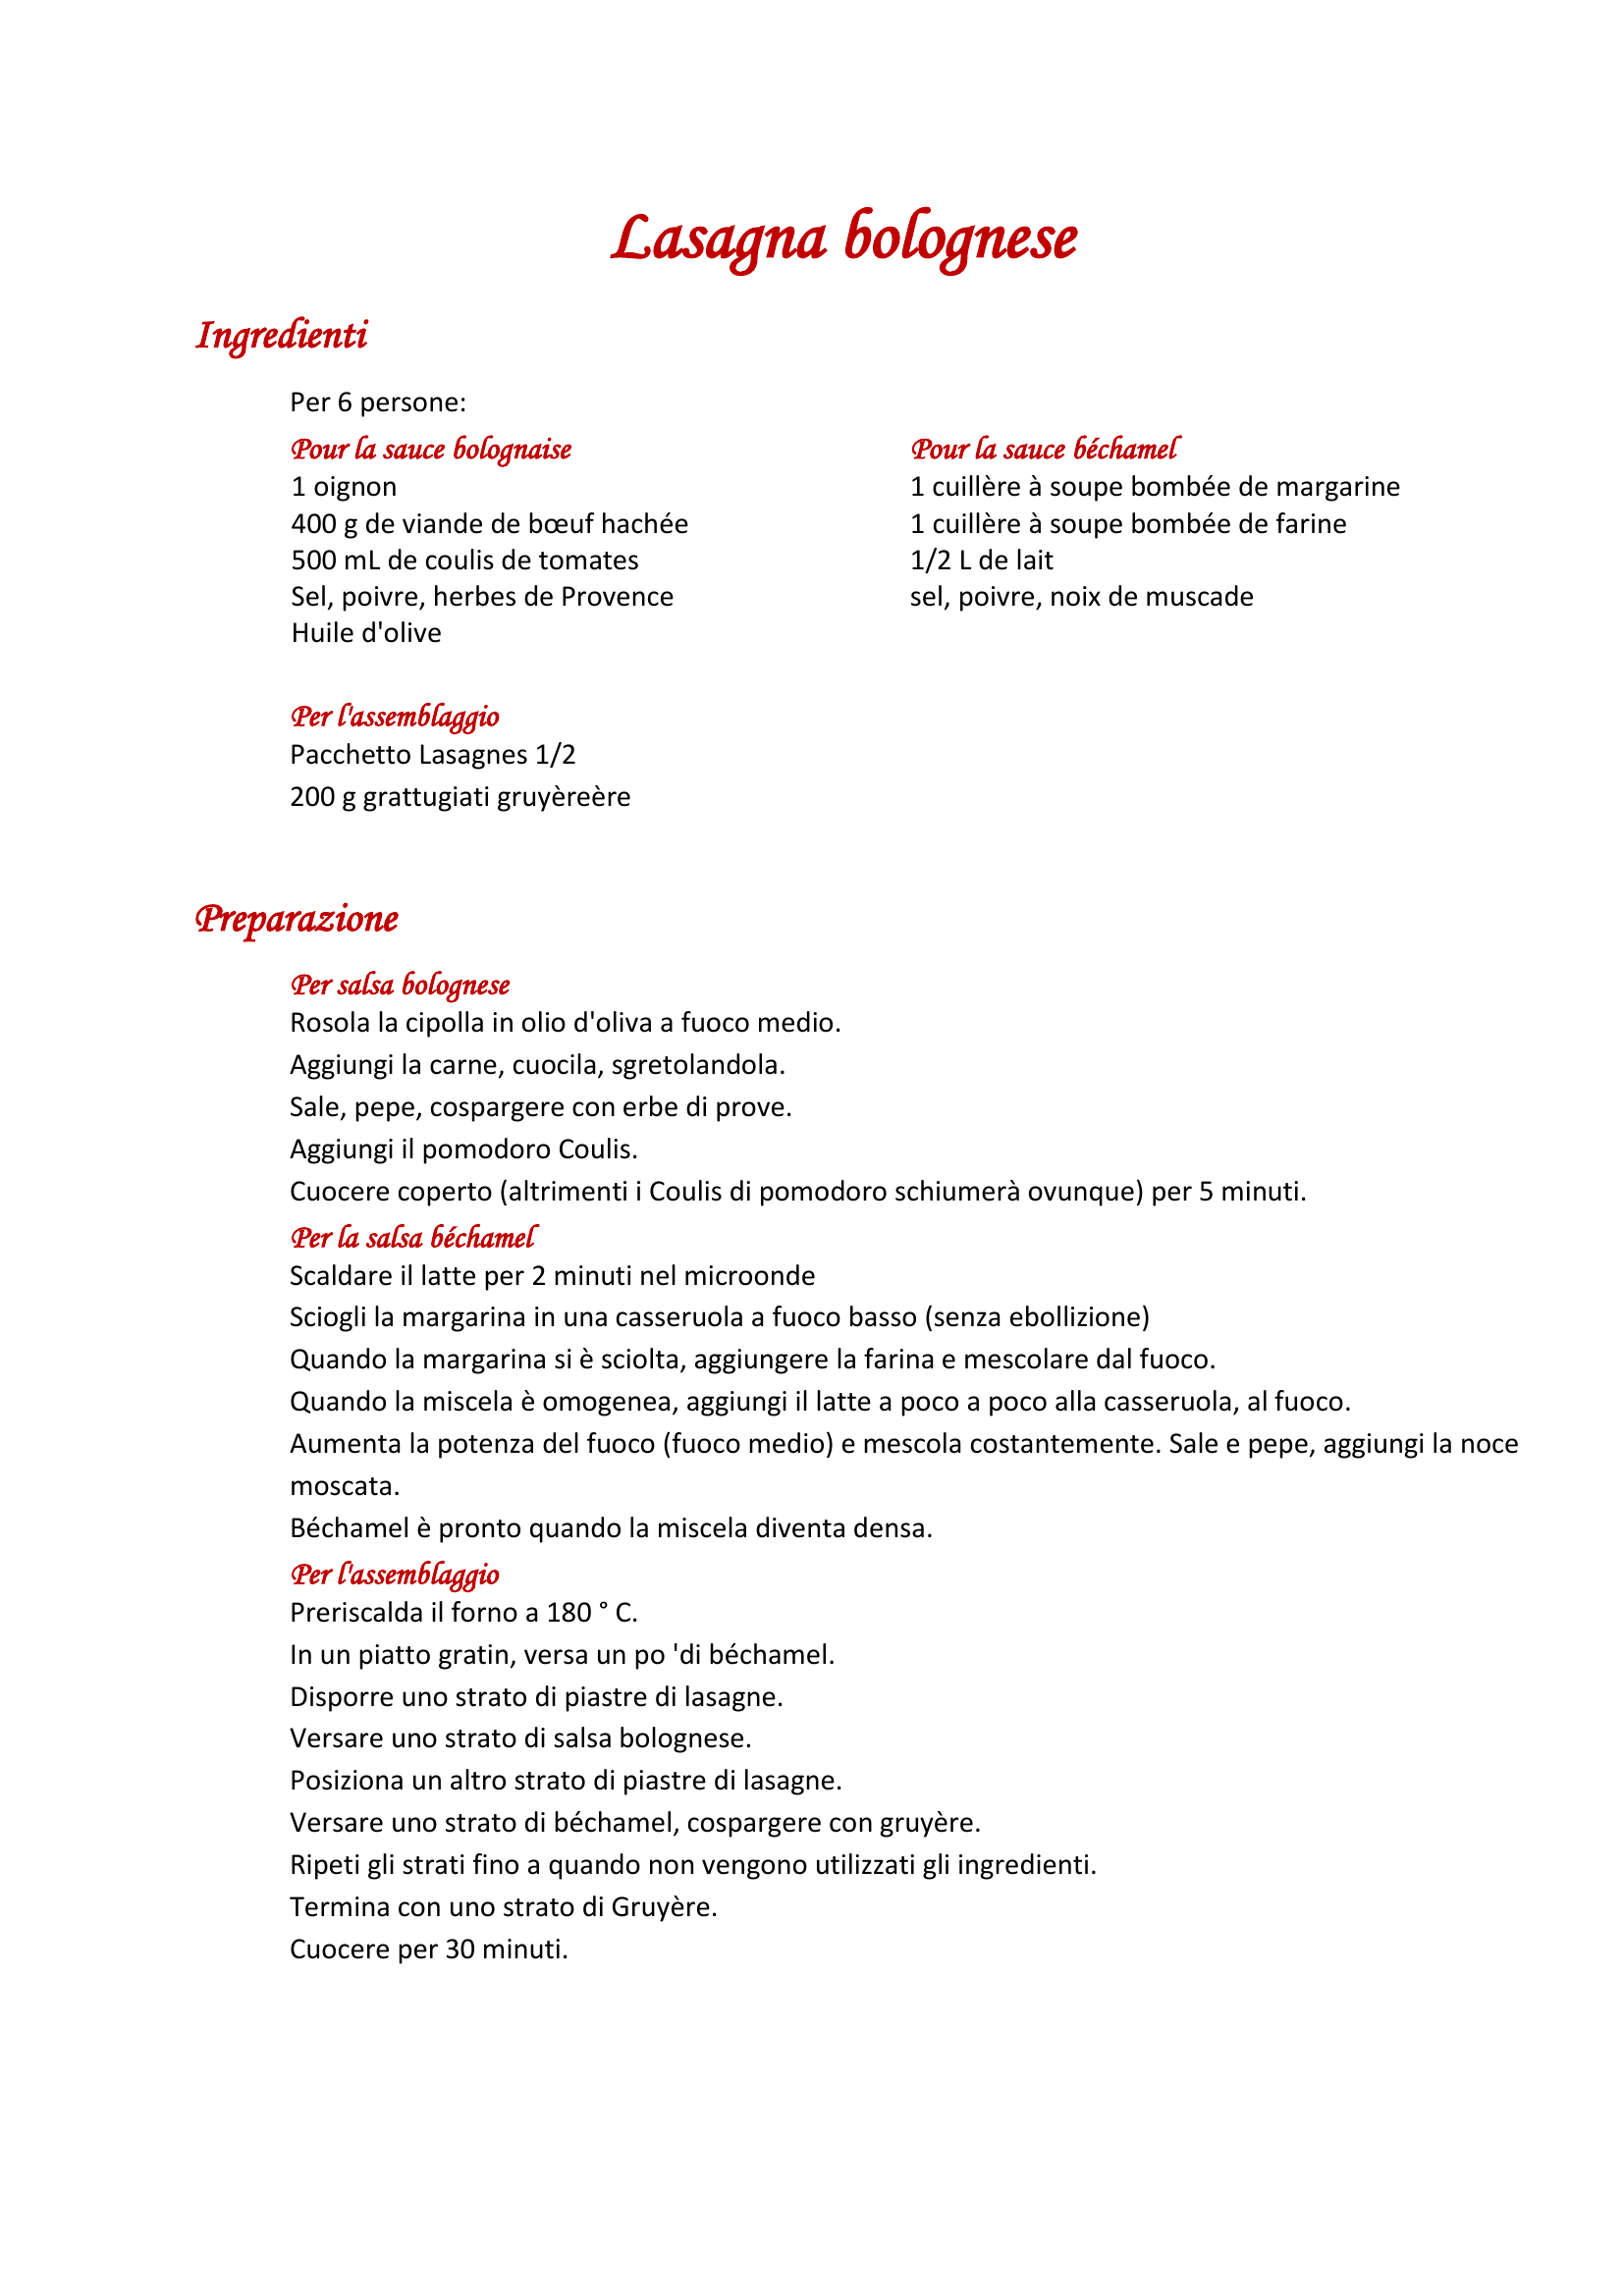 Lasagna bolognese
Ingredienti
Per 6 persone:
Pour la sauce bolognaise
1 oignon
400 g de viande de bœuf hachée
500 mL de coulis de tomates
Sel, poivre, herbes de Provence
Huile d'olive
Pour la sauce béchamel
1 cuillère à soupe bombée de margarine
1 cuillère à soupe bombée de farine
1/2 L de lait
sel, poivre, noix de muscade
Per l'assemblaggio
Pacchetto Lasagnes 1/2
200 g grattugiati gruyèreère
Preparazione
Per salsa bolognese
Rosola la cipolla in olio d'oliva a fuoco medio.
Aggiungi la carne, cuocila, sgretolandola.
Sale, pepe, cospargere con erbe di prove.
Aggiungi il pomodoro Coulis.
Cuocere coperto (altrimenti i Coulis di pomodoro schiumerà ovunque) per 5 minuti.
Per la salsa béchamel
Scaldare il latte per 2 minuti nel microonde
Sciogli la margarina in una casseruola a fuoco basso (senza ebollizione)
Quando la margarina si è sciolta, aggiungere la farina e mescolare dal fuoco.
Quando la miscela è omogenea, aggiungi il latte a poco a poco alla casseruola, al fuoco.
Aumenta la potenza del fuoco (fuoco medio) e mescola costantemente. Sale e pepe, aggiungi la noce
moscata.
Béchamel è pronto quando la miscela diventa densa.
Per l'assemblaggio
Preriscalda il forno a 180 ° C.
In un piatto gratin, versa un po 'di béchamel.
Disporre uno strato di piastre di lasagne.
Versare uno strato di salsa bolognese.
Posiziona un altro strato di piastre di lasagne.
Versare uno strato di béchamel, cospargere con gruyère.
Ripeti gli strati fino a quando non vengono utilizzati gli ingredienti.
Termina con uno strato di Gruyère.
Cuocere per 30 minuti.